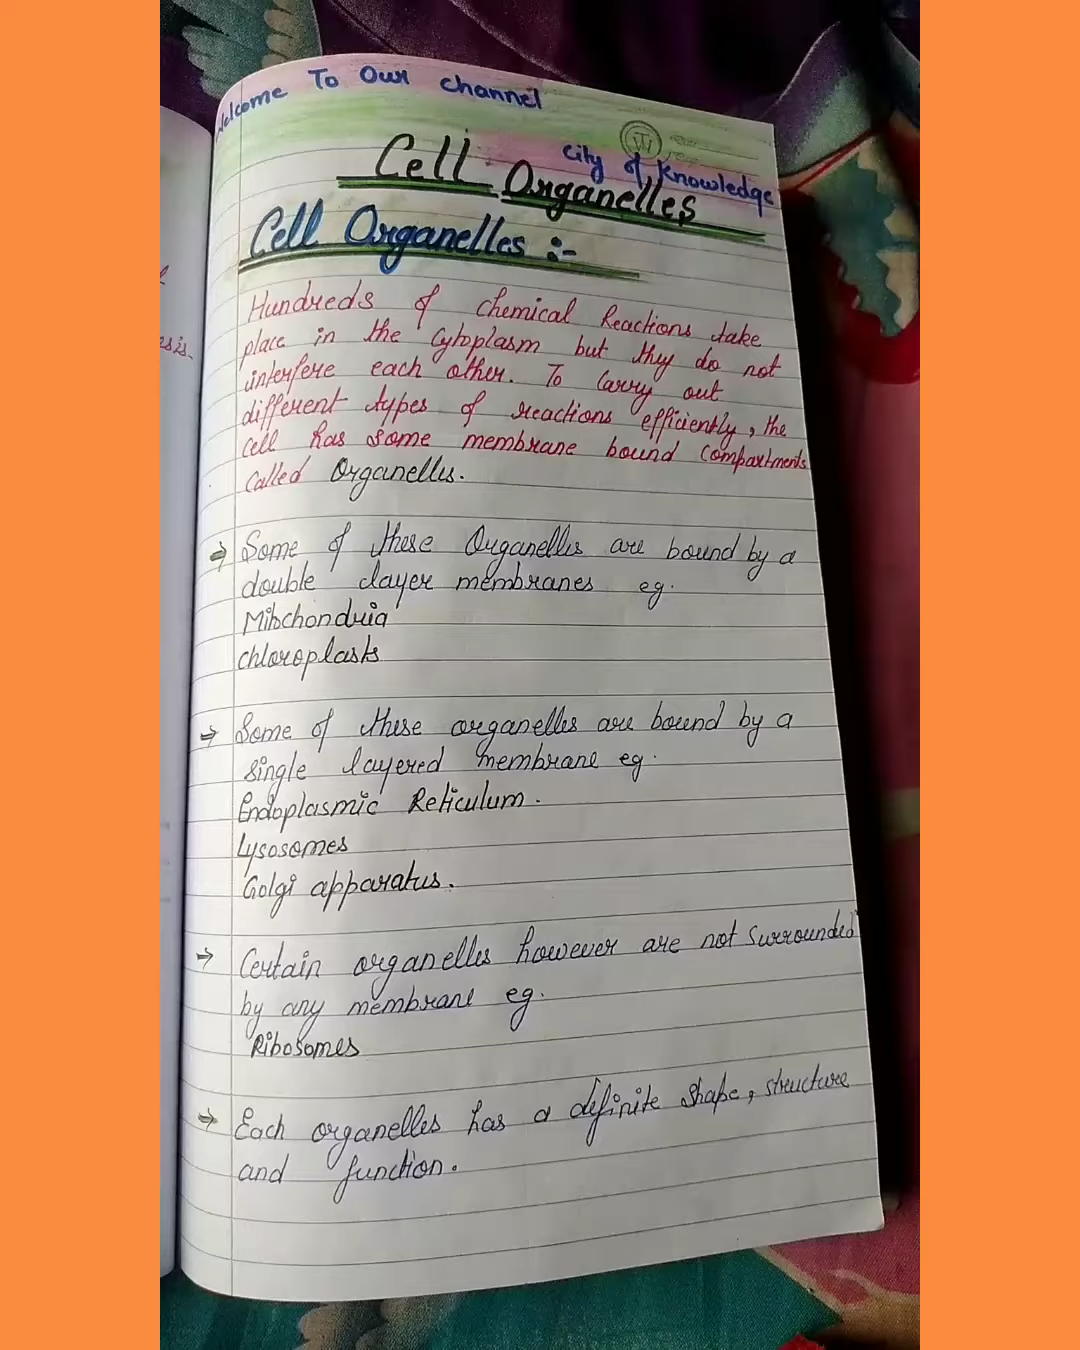 Welcome To Our channel
City of Knowledge
Cell Organelles
Cell Organelles :-
Hundreds of chemical Reactions take
place in the Cytoplasm but they do not
interfere each other. To Carry out
different types of reactions efficiently, the
cell has some membrane bound Compartments
Called Organelles.
⇒ Some of these Organelles are bound by a
double layer membranes eg.
Mitochondria
chloroplasts
→ Some of these organelles are bound by a
single layered membrane eg.
Endoplasmic Reticulum.
Lysosomes
Golgi apparatus.
→ Certain organelles however are not surrounded
by any membrane eg.
Ribosomes
→ Each organelles has a definite shape, structure
and function.